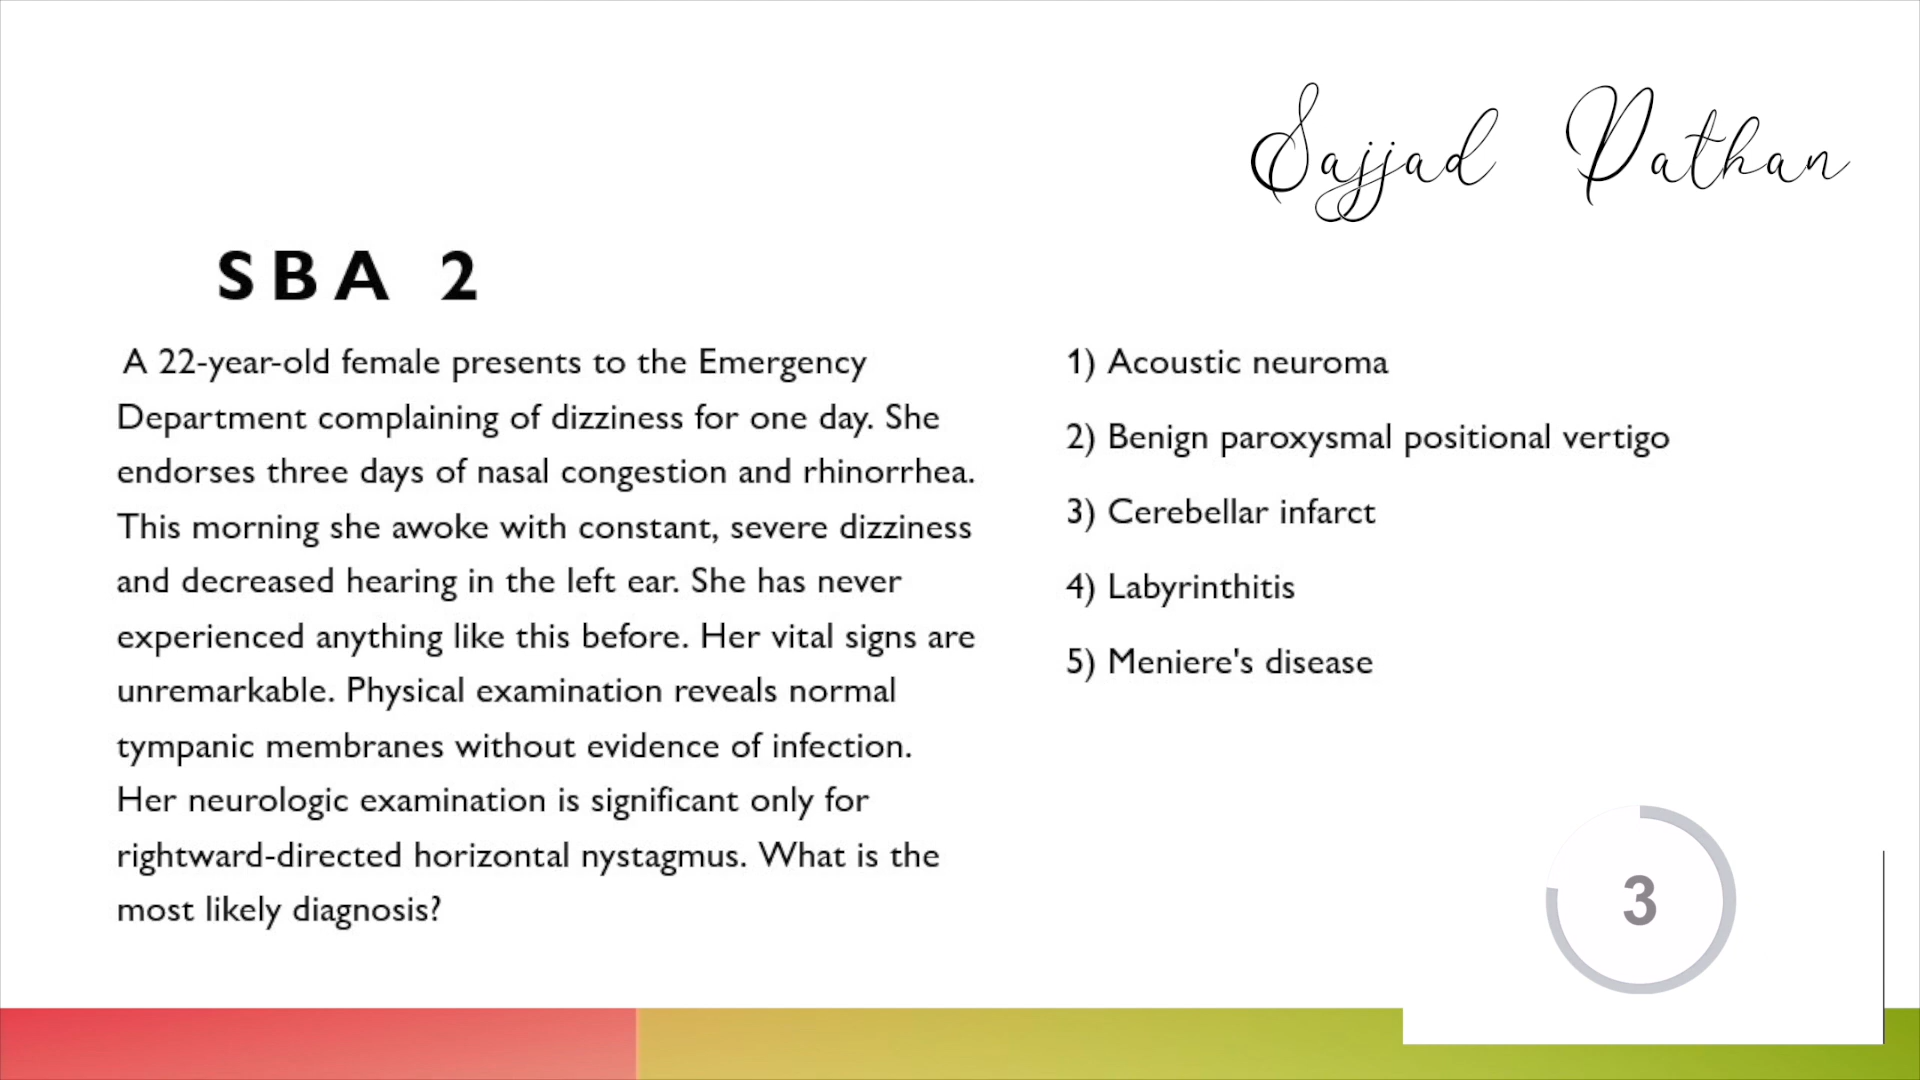 Sajjad Pathan
SBA 2
A 22-year-old female presents to the Emergency
Department complaining of dizziness for one day. She
endorses three days of nasal congestion and rhinorrhea.
This morning she awoke with constant, severe dizziness
and decreased hearing in the left ear. She has never
experienced anything like this before. Her vital signs are
unremarkable. Physical examination reveals normal
tympanic membranes without evidence of infection.
Her neurologic examination is significant only for
rightward-directed horizontal nystagmus. What is the
most likely diagnosis?
1) Acoustic neuroma
2) Benign paroxysmal positional vertigo
3) Cerebellar infarct
4) Labyrinthitis
5) Meniere's disease
3